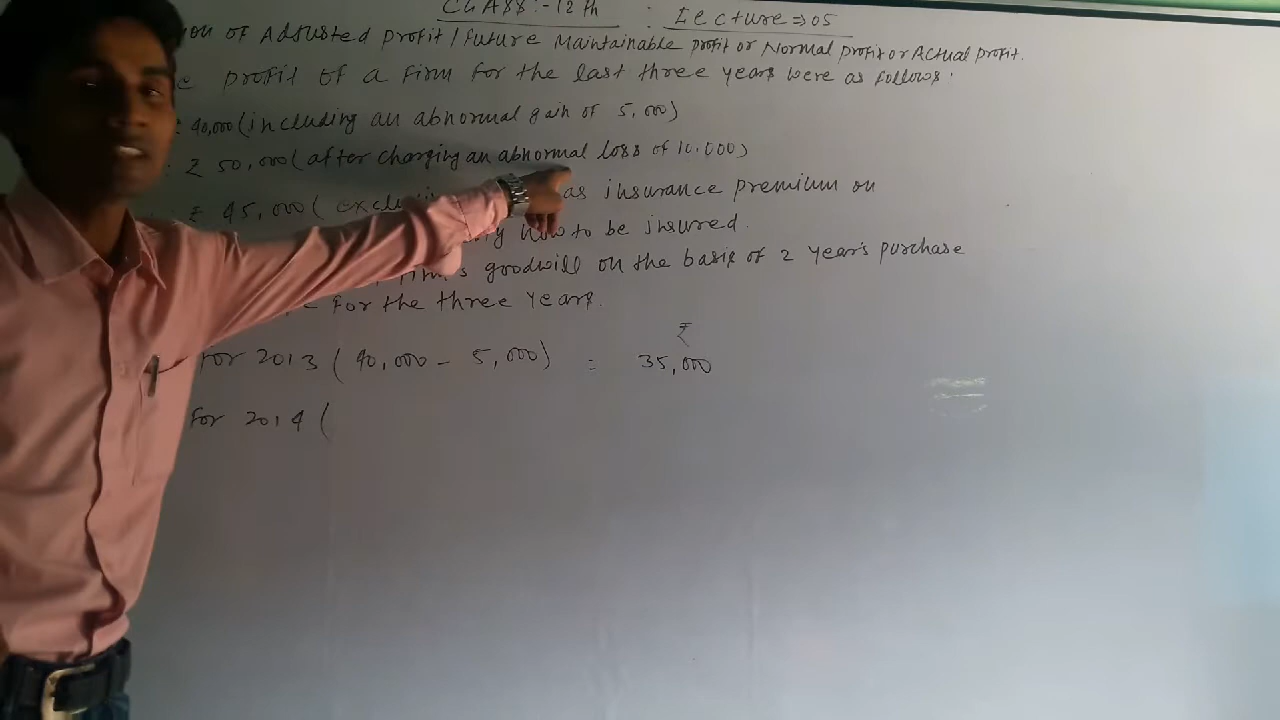 CLASS:-12th : Lecture⇒05
on of Adjusted profit/Future Maintainable profit or Normal profit or Actual profit.
e profit of a firm for the last three years were as follows.
₹ 40,000 (including an abnormal gain of 5,000)
₹ 50,000 (after charging an abnormal loss of 10,000)
₹ 45,000 ( as insurance premium on
to be insured.
goodwill on the basis of 2 year's purchase
for the three years.
₹
For 2013 (40,000 - 5,000) = 35,000
For 2014 (